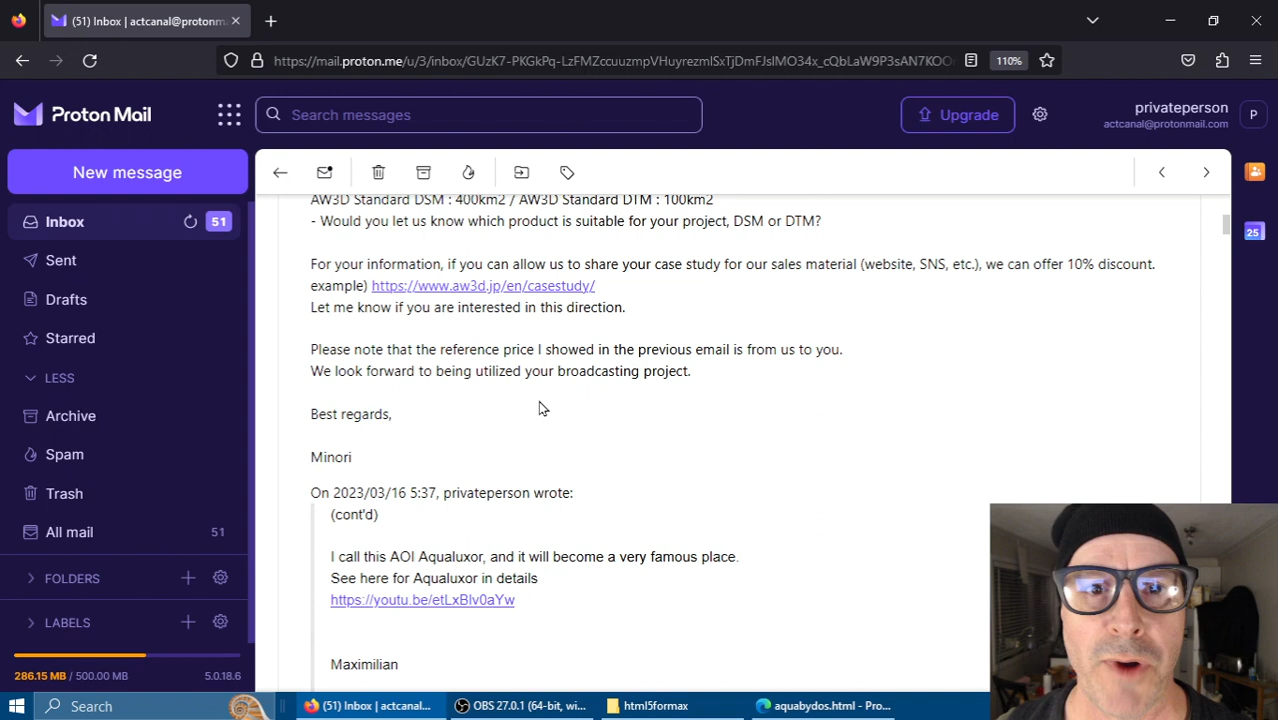 (51) Inbox | actcanal@protonm
https://mail.proton.me/u/3/inbox/
110%
Proton Mail
Search messages
Upgrade
privateperson
actcanal@protonmail.com
P
New message
Inbox
51
Sent
Drafts
Starred
LESS
Archive
Spam
Trash
All mail
51
FOLDERS
LABELS
286.15 MB / 500.00 MB
5.0.18.6
25
AW3D Standard DSM : 400km2 / AW3D Standard DTM : 100km2
- Would you let us know which product is suitable for your project, DSM or DTM?
For your information, if you can allow us to share your case study for our sales material (website, SNS, etc.), we can offer 10% discount.
example) https://www.aw3d.jp/en/casestudy/
Let me know if you are interested in this direction.
Please note that the reference price I showed in the previous email is from us to you.
We look forward to being utilized your broadcasting project.
Best regards,
Minori
On 2023/03/16 5:37, privateperson wrote:
(cont'd)
I call this AOI Aqualuxor, and it will become a very famous place.
See here for Aqualuxor in details
https://youtu.be/etLxBlv0aYw
Maximilian
Search
(51) Inbox | actcanal...
OBS 27.0.1 (64-bit, wi...
html5formax
aquabydos.html - Pro...